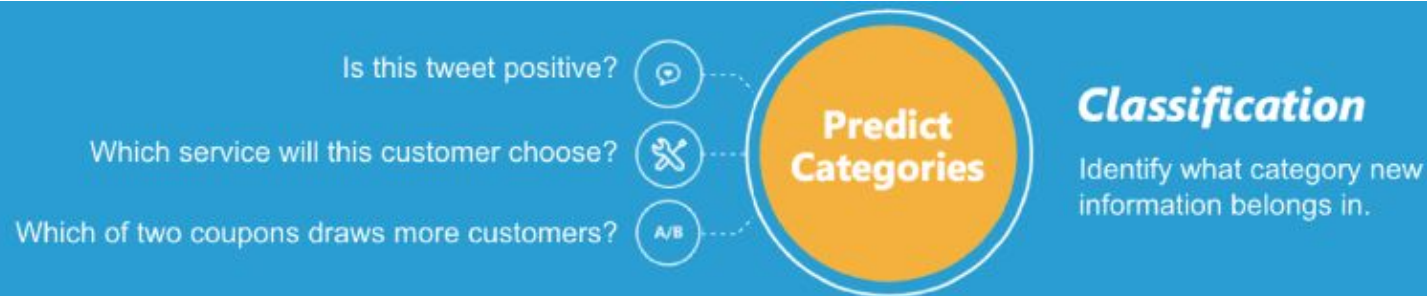 Is this tweet positive?
Which service will this customer choose?
Which of two coupons draws more customers?
A/B
Predict
Categories
Classification
Identify what category new
information belongs in.